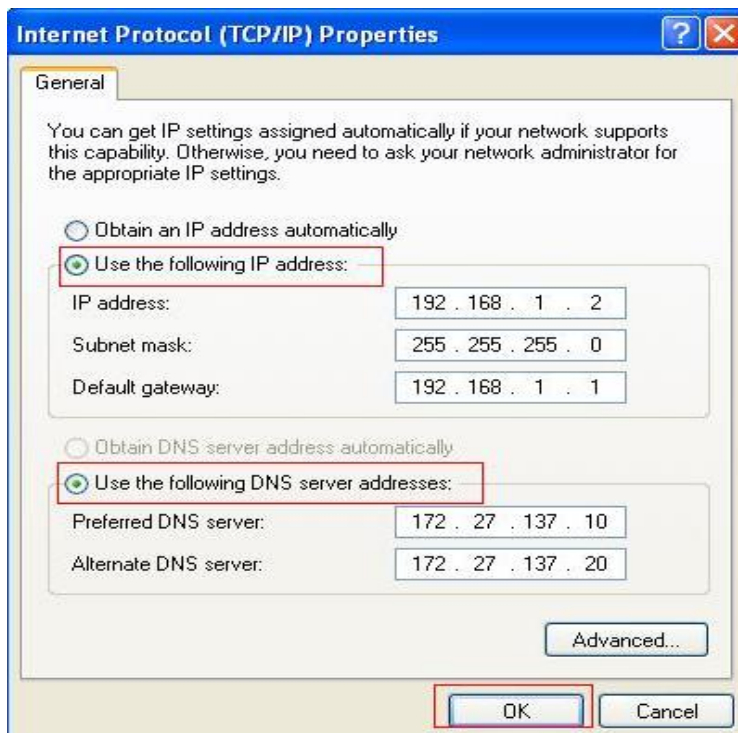 Internet Protocol (TCP/IP) Properties
General
You can get IP settings assigned automatically if your network supports
this capability. Otherwise, you need to ask your network administrator for
the appropriate IP settings.
Obtain an IP address automatically
Use the following IP address:
IP address: 192 . 168 . 1 . 2
Subnet mask: 255 . 255 . 255 . 0
Default gateway: 192 . 168 . 1 . 1
Obtain DNS server address automatically
Use the following DNS server addresses:
Preferred DNS server: 172 . 27 . 137 . 10
Alternate DNS server: 172 . 27 . 137 . 20
Advanced...
OK Cancel